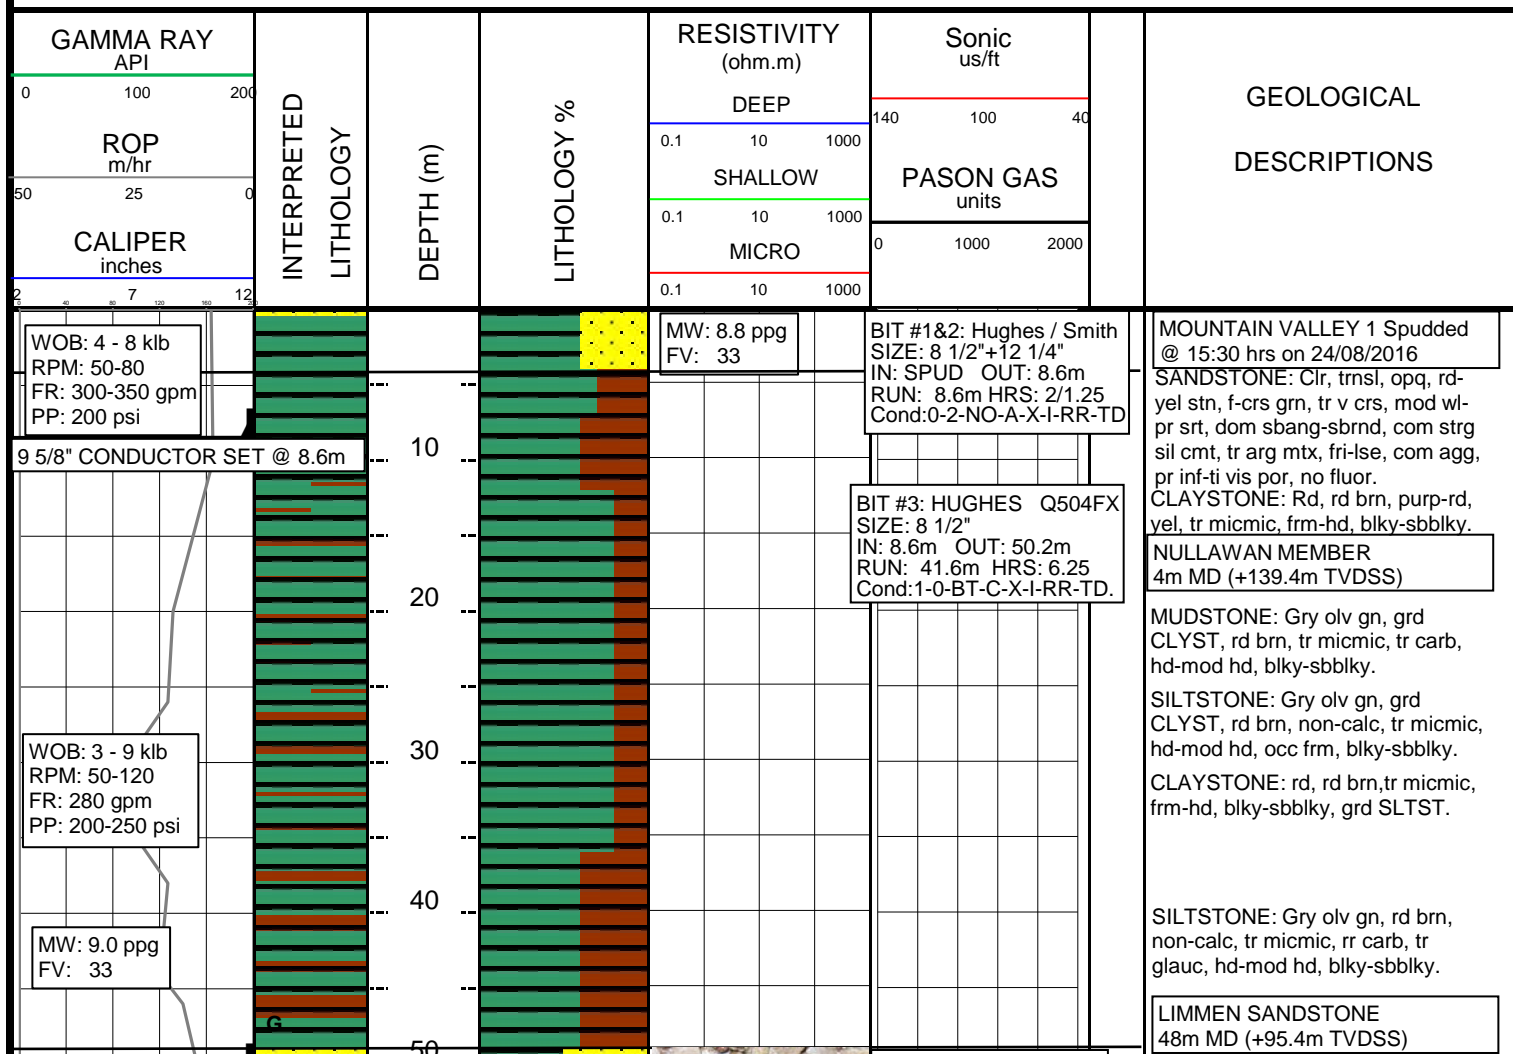 GAMMA RAY
API
0 100 200
ROP
m/hr
50 25 0
CALIPER
inches
2 7 12
0 40 80 120 160 200
INTERPRETED
LITHOLOGY
DEPTH (m)
LITHOLOGY %
RESISTIVITY
(ohm.m)
DEEP
0.1 10 1000
SHALLOW
0.1 10 1000
MICRO
0.1 10 1000
Sonic
us/ft
140 100 40
PASON GAS
units
0 1000 2000
GEOLOGICAL
DESCRIPTIONS
WOB: 4 - 8 klb
RPM: 50-80
FR: 300-350 gpm
PP: 200 psi
9 5/8" CONDUCTOR SET @ 8.6m
WOB: 3 - 9 klb
RPM: 50-120
FR: 280 gpm
PP: 200-250 psi
MW: 9.0 ppg
FV: 33
G
10
20
30
40
50
MW: 8.8 ppg
FV: 33
BIT #1&2: Hughes / Smith
SIZE: 8 1/2"+12 1/4"
IN: SPUD OUT: 8.6m
RUN: 8.6m HRS: 2/1.25
Cond:0-2-NO-A-X-I-RR-TD
BIT #3: HUGHES Q504FX
SIZE: 8 1/2"
IN: 8.6m OUT: 50.2m
RUN: 41.6m HRS: 6.25
Cond:1-0-BT-C-X-I-RR-TD.
MOUNTAIN VALLEY 1 Spudded
@ 15:30 hrs on 24/08/2016
SANDSTONE: Clr, trnsl, opq, rd-
yel stn, f-crs grn, tr v crs, mod wl-
pr srt, dom sbang-sbrnd, com strg
sil cmt, tr arg mtx, fri-lse, com agg,
pr inf-ti vis por, no fluor.
CLAYSTONE: Rd, rd brn, purp-rd,
yel, tr micmic, frm-hd, blky-sbblky.
NULLAWAN MEMBER
4m MD (+139.4m TVDSS)
MUDSTONE: Gry olv gn, grd
CLYST, rd brn, tr micmic, tr carb,
hd-mod hd, blky-sbblky.
SILTSTONE: Gry olv gn, grd
CLYST, rd brn, non-calc, tr micmic,
hd-mod hd, occ frm, blky-sbblky.
CLAYSTONE: rd, rd brn,tr micmic,
frm-hd, blky-sbblky, grd SLTST.
SILTSTONE: Gry olv gn, rd brn,
non-calc, tr micmic, rr carb, tr
glauc, hd-mod hd, blky-sbblky.
LIMMEN SANDSTONE
48m MD (+95.4m TVDSS)